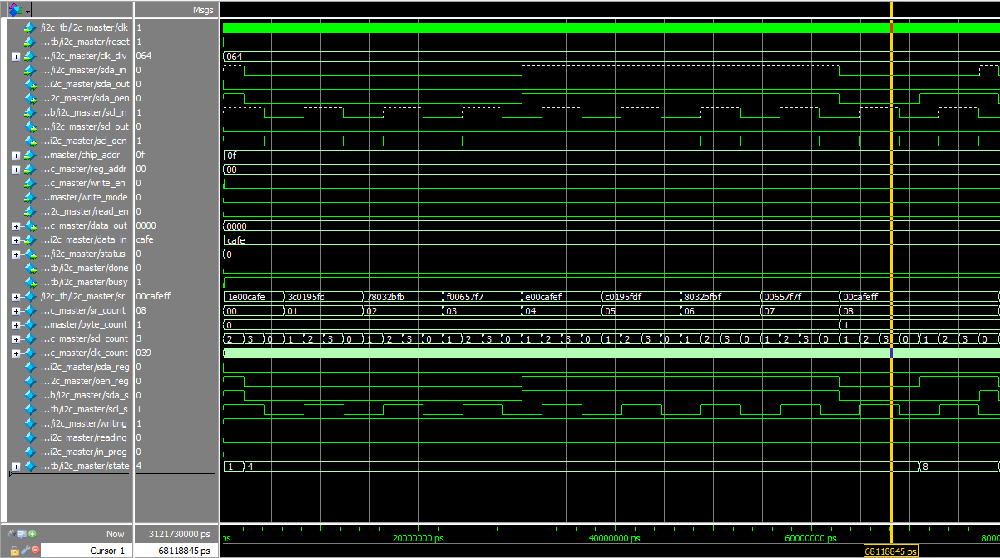 Msgs
/i2c_tb/i2c_master/clk 1
...tb/i2c_master/reset 1
.../i2c_master/clk_div 064 064
.../i2c_master/sda_in 0
...i2c_master/sda_out 0
...2c_master/sda_oen 0
...b/i2c_master/scl_in 1
.../i2c_master/scl_out 0
...i2c_master/scl_oen 1
...master/chip_addr 0f 0f
...c_master/reg_addr 00 00
...c_master/write_en 0
...master/write_mode 0
...2c_master/read_en 0
...c_master/data_out 0000 0000
...i2c_master/data_in cafe cafe
.../i2c_master/status 0 0
...tb/i2c_master/done 0
...tb/i2c_master/busy 1
/i2c_tb/i2c_master/sr 00cafeff 1e00cafe 3c0195fd 78032bfb f00657f7 e00cafef c0195fdf 8032bfbf 00657f7f 00cafeff
...c_master/sr_count 08 00 01 02 03 04 05 06 07 08
...master/byte_count 1 0 1
...c_master/scl_count 3 2 3 0 1 2 3 0 1 2 3 0 1 2 3 0 1 2 3 0 1 2 3 0 1 2 3 0 1 2 3 0 1 2 3 0 1 2 3 0
...c_master/clk_count 039
...i2c_master/sda_reg 0
...2c_master/oen_reg 0
...b/i2c_master/sda_s 0
...tb/i2c_master/scl_s 1
.../i2c_master/writing 1
...i2c_master/reading 0
...i2c_master/in_prog 0
...tb/i2c_master/state 4 1 4 8
Now 3121730000 ps ps 20000000 ps 40000000 ps 60000000 ps 8000
Cursor 1 68118845 ps 68118845 ps